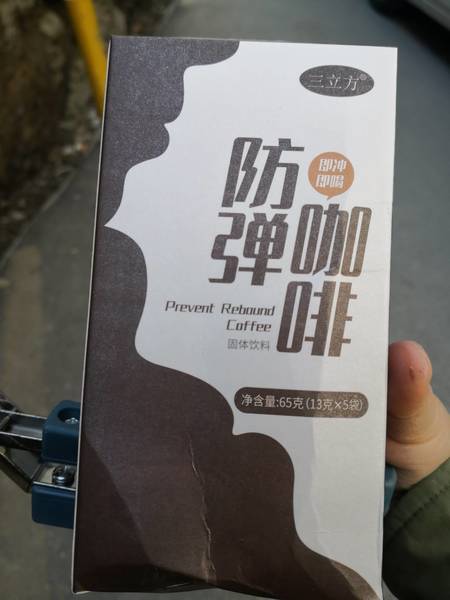 三立方®
防弹
咖啡
即冲
即喝
Prevent Rebound
Coffee
固体饮料
净含量:65克(13克×5袋)